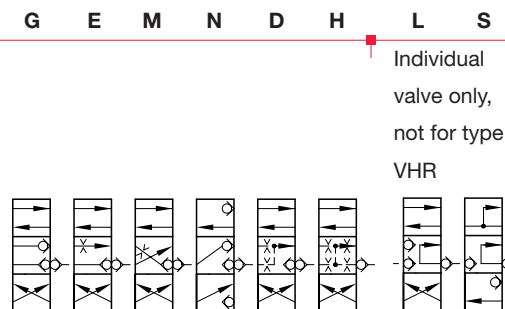 G E M N D H L S
Individual
valve only,
not for type
VHR